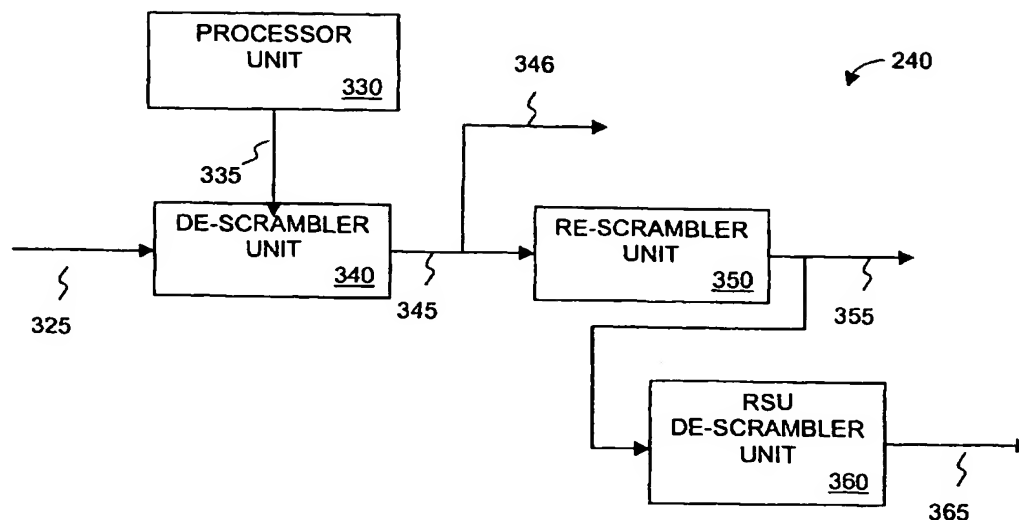 PROCESSOR
UNIT
330
346
240
335
DE-SCRAMBLER
UNIT
340
RE-SCRAMBLER
UNIT
350
325
345
355
RSU
DE-SCRAMBLER
UNIT
360
365